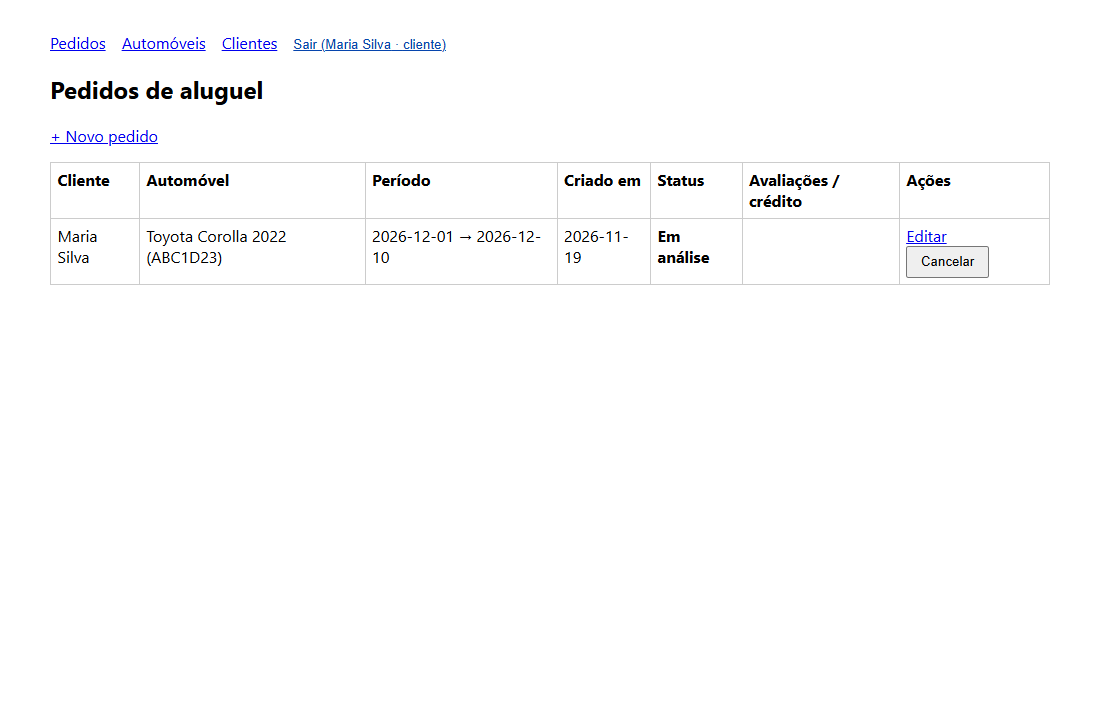 Pedidos Automóveis Clientes Sair (Maria Silva · cliente)
Pedidos de aluguel
+ Novo pedido
Cliente Automóvel Período Criado em Status Avaliações / crédito Ações
Maria Silva Toyota Corolla 2022 (ABC1D23) 2026-12-01 → 2026-12-10 2026-11-19 Em análise Editar
Cancelar